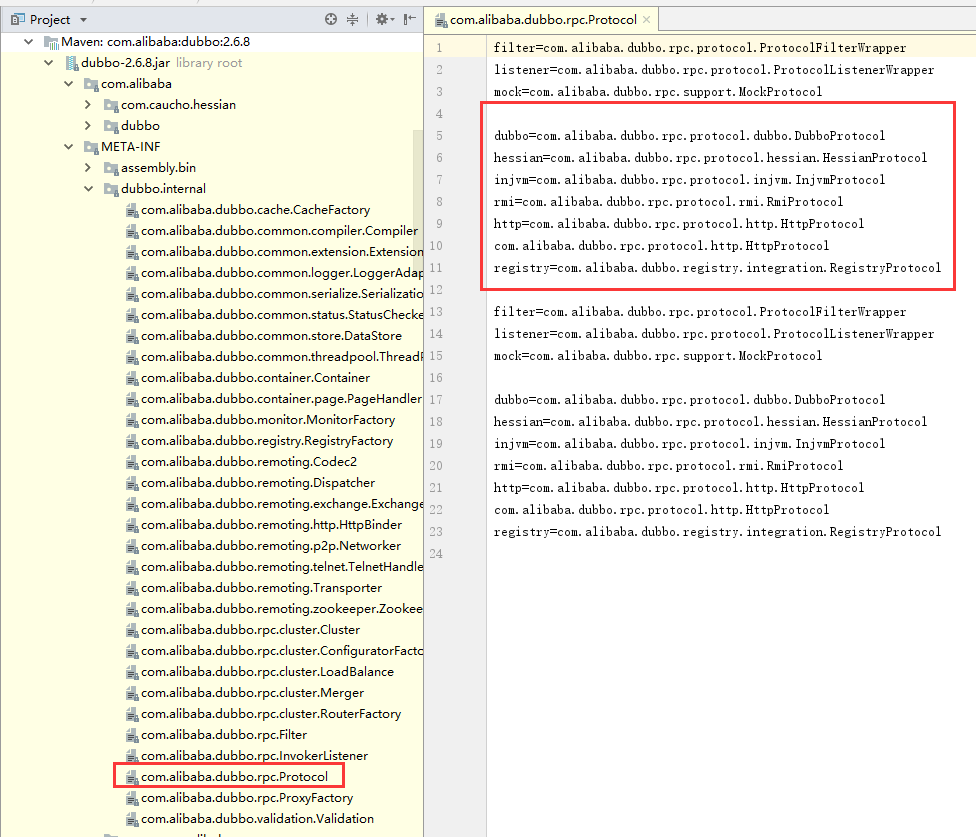 Project
Maven: com.alibaba:dubbo:2.6.8
dubbo-2.6.8.jar library root
com.alibaba
com.caucho.hessian
dubbo
META-INF
assembly.bin
dubbo.internal
com.alibaba.dubbo.cache.CacheFactory
com.alibaba.dubbo.common.compiler.Compiler
com.alibaba.dubbo.common.extension.Extension
com.alibaba.dubbo.common.logger.LoggerAdap
com.alibaba.dubbo.common.serialize.Serializatio
com.alibaba.dubbo.common.status.StatusChecke
com.alibaba.dubbo.common.store.DataStore
com.alibaba.dubbo.common.threadpool.ThreadP
com.alibaba.dubbo.container.Container
com.alibaba.dubbo.container.page.PageHandler
com.alibaba.dubbo.monitor.MonitorFactory
com.alibaba.dubbo.registry.RegistryFactory
com.alibaba.dubbo.remoting.Codec2
com.alibaba.dubbo.remoting.Dispatcher
com.alibaba.dubbo.remoting.exchange.Exchange
com.alibaba.dubbo.remoting.http.HttpBinder
com.alibaba.dubbo.remoting.p2p.Networker
com.alibaba.dubbo.remoting.telnet.TelnetHandle
com.alibaba.dubbo.remoting.Transporter
com.alibaba.dubbo.remoting.zookeeper.Zookee
com.alibaba.dubbo.rpc.cluster.Cluster
com.alibaba.dubbo.rpc.cluster.ConfiguratorFacto
com.alibaba.dubbo.rpc.cluster.LoadBalance
com.alibaba.dubbo.rpc.cluster.Merger
com.alibaba.dubbo.rpc.cluster.RouterFactory
com.alibaba.dubbo.rpc.Filter
com.alibaba.dubbo.rpc.InvokerListener
com.alibaba.dubbo.rpc.Protocol
com.alibaba.dubbo.rpc.ProxyFactory
com.alibaba.dubbo.validation.Validation
com.alibaba.dubbo.rpc.Protocol
1 filter=com.alibaba.dubbo.rpc.protocol.ProtocolFilterWrapper
2 listener=com.alibaba.dubbo.rpc.protocol.ProtocolListenerWrapper
3 mock=com.alibaba.dubbo.rpc.support.MockProtocol
4
5 dubbo=com.alibaba.dubbo.rpc.protocol.dubbo.DubboProtocol
6 hessian=com.alibaba.dubbo.rpc.protocol.hessian.HessianProtocol
7 injvm=com.alibaba.dubbo.rpc.protocol.injvm.InjvmProtocol
8 rmi=com.alibaba.dubbo.rpc.protocol.rmi.RmiProtocol
9 http=com.alibaba.dubbo.rpc.protocol.http.HttpProtocol
10 com.alibaba.dubbo.rpc.protocol.http.HttpProtocol
11 registry=com.alibaba.dubbo.registry.integration.RegistryProtocol
12
13 filter=com.alibaba.dubbo.rpc.protocol.ProtocolFilterWrapper
14 listener=com.alibaba.dubbo.rpc.protocol.ProtocolListenerWrapper
15 mock=com.alibaba.dubbo.rpc.support.MockProtocol
16
17 dubbo=com.alibaba.dubbo.rpc.protocol.dubbo.DubboProtocol
18 hessian=com.alibaba.dubbo.rpc.protocol.hessian.HessianProtocol
19 injvm=com.alibaba.dubbo.rpc.protocol.injvm.InjvmProtocol
20 rmi=com.alibaba.dubbo.rpc.protocol.rmi.RmiProtocol
21 http=com.alibaba.dubbo.rpc.protocol.http.HttpProtocol
22 com.alibaba.dubbo.rpc.protocol.http.HttpProtocol
23 registry=com.alibaba.dubbo.registry.integration.RegistryProtocol
24